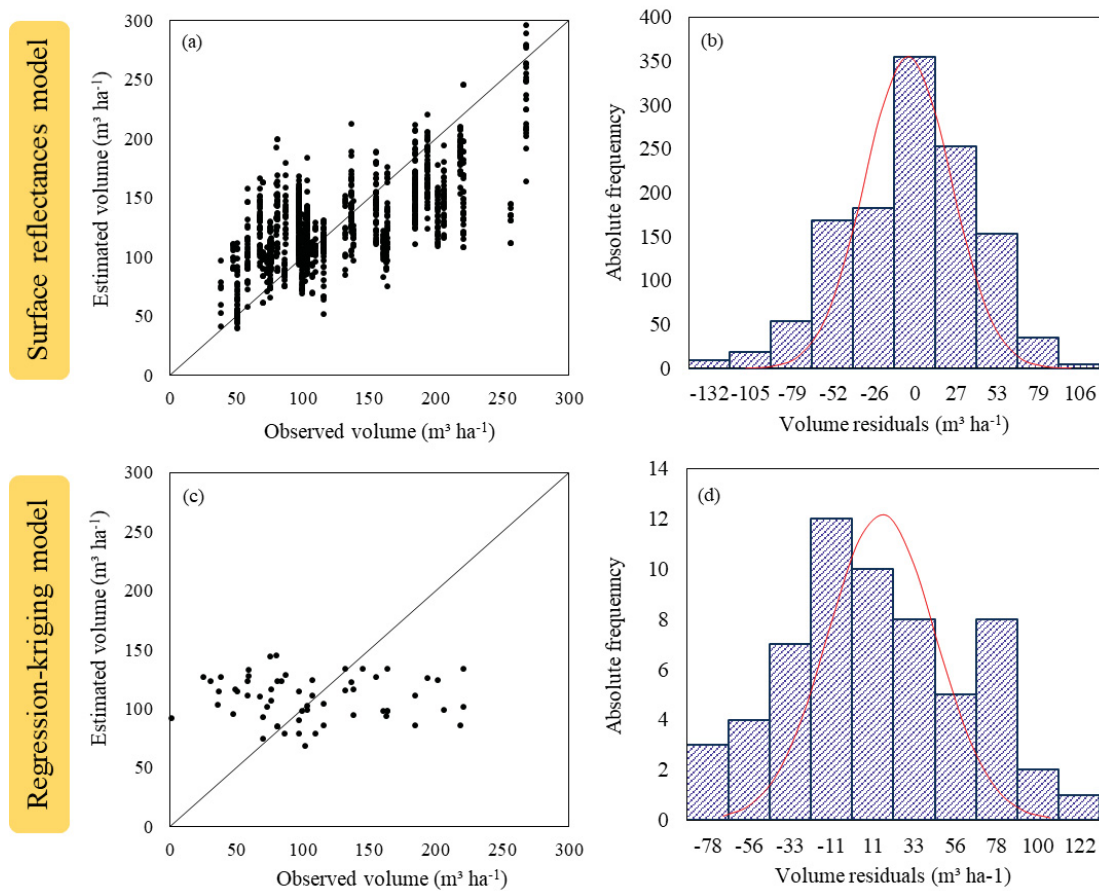 Surface reflectances model
(a)
300
250
200
150
100
50
0
Estimated volume (m³ ha-1)
0 50 100 150 200 250 300
Observed volume (m³ ha-1)
(b)
400
350
300
250
200
150
100
50
0
Absolute frequenncy
-132 -105 -79 -52 -26 0 27 53 79 106
Volume residuals (m³ ha-1)
Regression-kriging model
(c)
300
250
200
150
100
50
0
Estimated volume (m³ ha-1)
0 50 100 150 200 250 300
Observed volume (m³ ha-1)
(d)
14
12
10
8
6
4
2
0
Absolute frequenncy
-78 -56 -33 -11 11 33 56 78 100 122
Volume residuals (m³ ha-1)